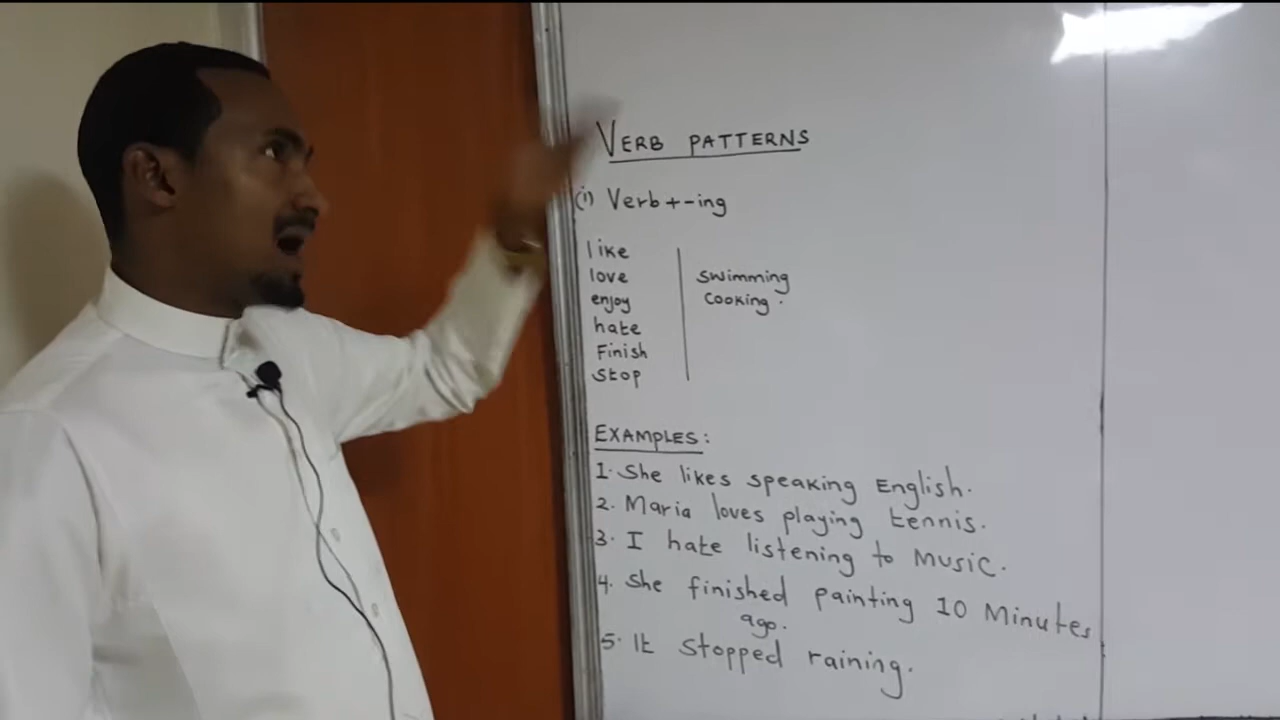 VERB PATTERNS
(i) Verb+-ing
like
love
enjoy
hate
Finish
stop
swimming
cooking.
EXAMPLES:
1. She likes speaking English.
2. Maria loves playing tennis.
3. I hate listening to Music.
4. She finished painting 10 Minutes
ago.
5. It stopped raining.